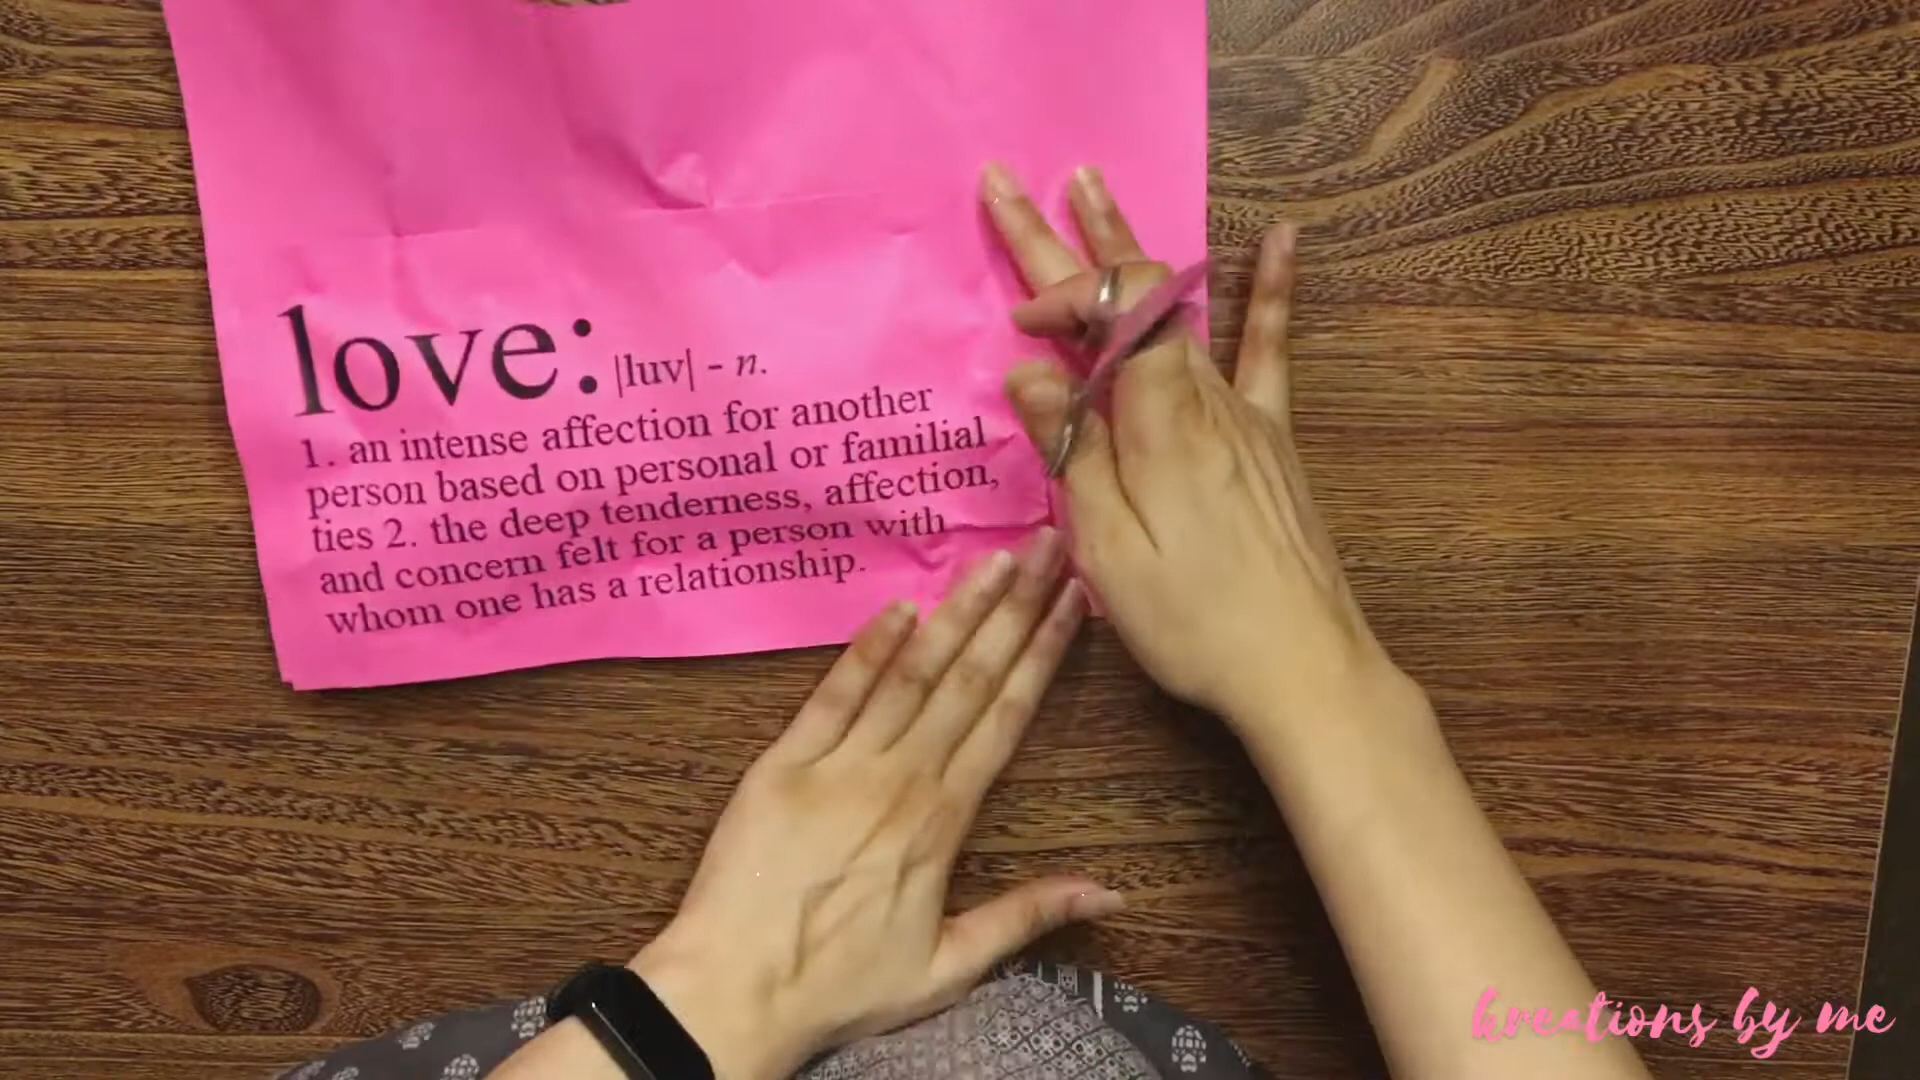 love: |luv| - n.
1. an intense affection for another
person based on personal or familial
ties 2. the deep tenderness, affection,
and concern felt for a person with
whom one has a relationship.
kreations by me